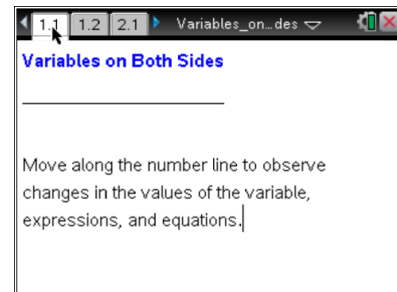 1.1 1.2 2.1 Variables_on…des
Variables on Both Sides
Move along the number line to observe
changes in the values of the variable,
expressions, and equations.